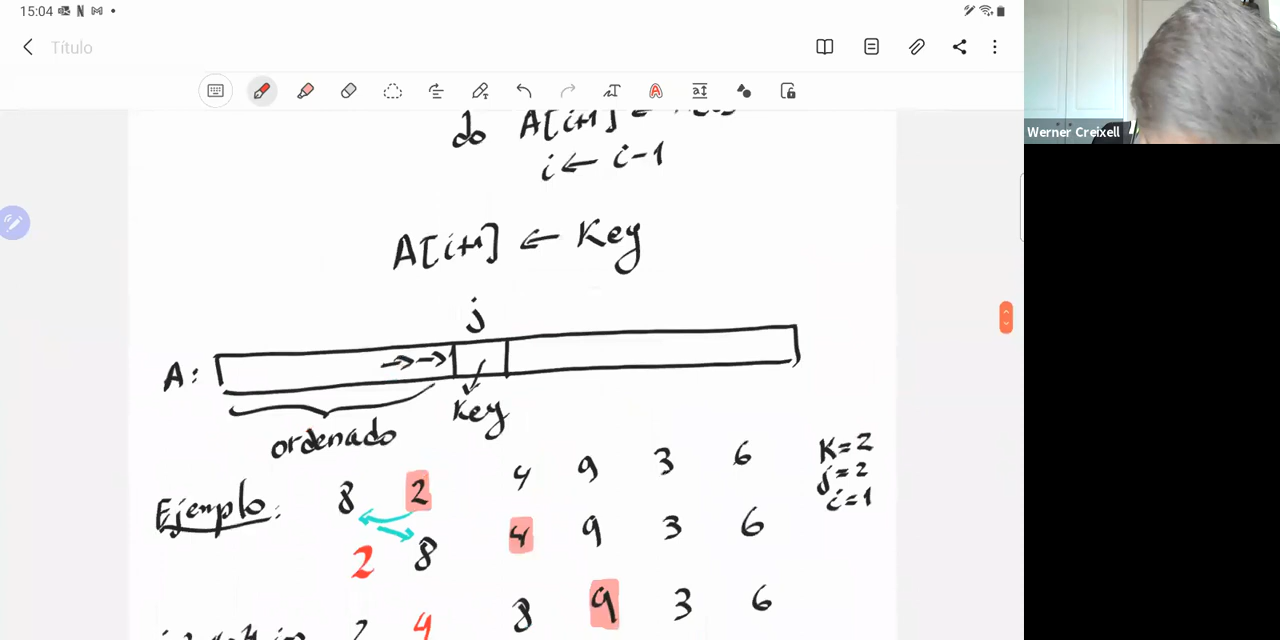 15:04
Título
Werner Creixell
do A[i+1] ←
i ← i-1
A[i+1] ← Key
j
A:
Key
ordenado
Ejemplo: 8 2 4 9 3 6
K=2
j=2
i=1
2 8 4 9 3 6
2 4 8 9 3 6